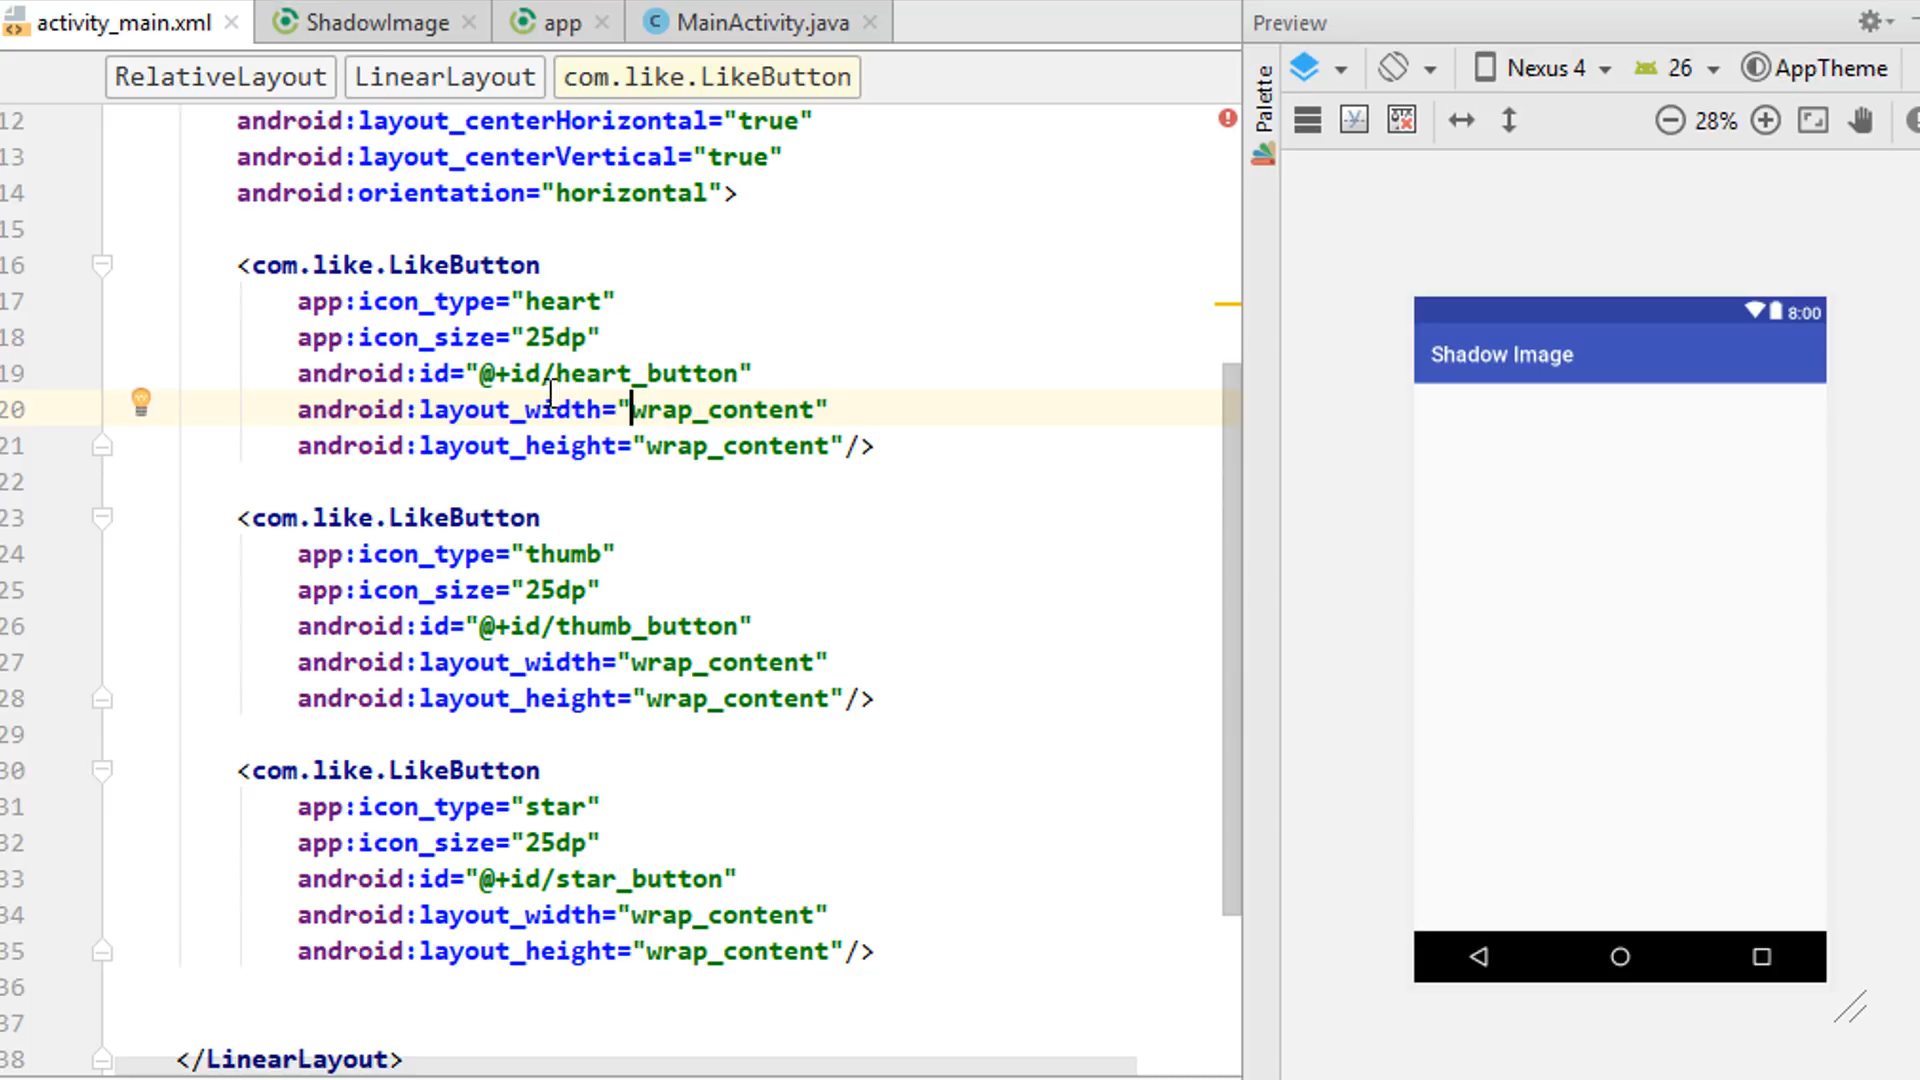 activity_main.xml
ShadowImage
app
MainActivity.java
RelativeLayout
LinearLayout
com.like.LikeButton
12 android:layout_centerHorizontal="true"
13 android:layout_centerVertical="true"
14 android:orientation="horizontal">
15
16 <com.like.LikeButton
17 app:icon_type="heart"
18 app:icon_size="25dp"
19 android:id="@+id/heart_button"
20 android:layout_width="wrap_content"
21 android:layout_height="wrap_content"/>
22
23 <com.like.LikeButton
24 app:icon_type="thumb"
25 app:icon_size="25dp"
26 android:id="@+id/thumb_button"
27 android:layout_width="wrap_content"
28 android:layout_height="wrap_content"/>
29
30 <com.like.LikeButton
31 app:icon_type="star"
32 app:icon_size="25dp"
33 android:id="@+id/star_button"
34 android:layout_width="wrap_content"
35 android:layout_height="wrap_content"/>
36
37
38 </LinearLayout>
Preview
Palette
Nexus 4
26
AppTheme
28%
8:00
Shadow Image